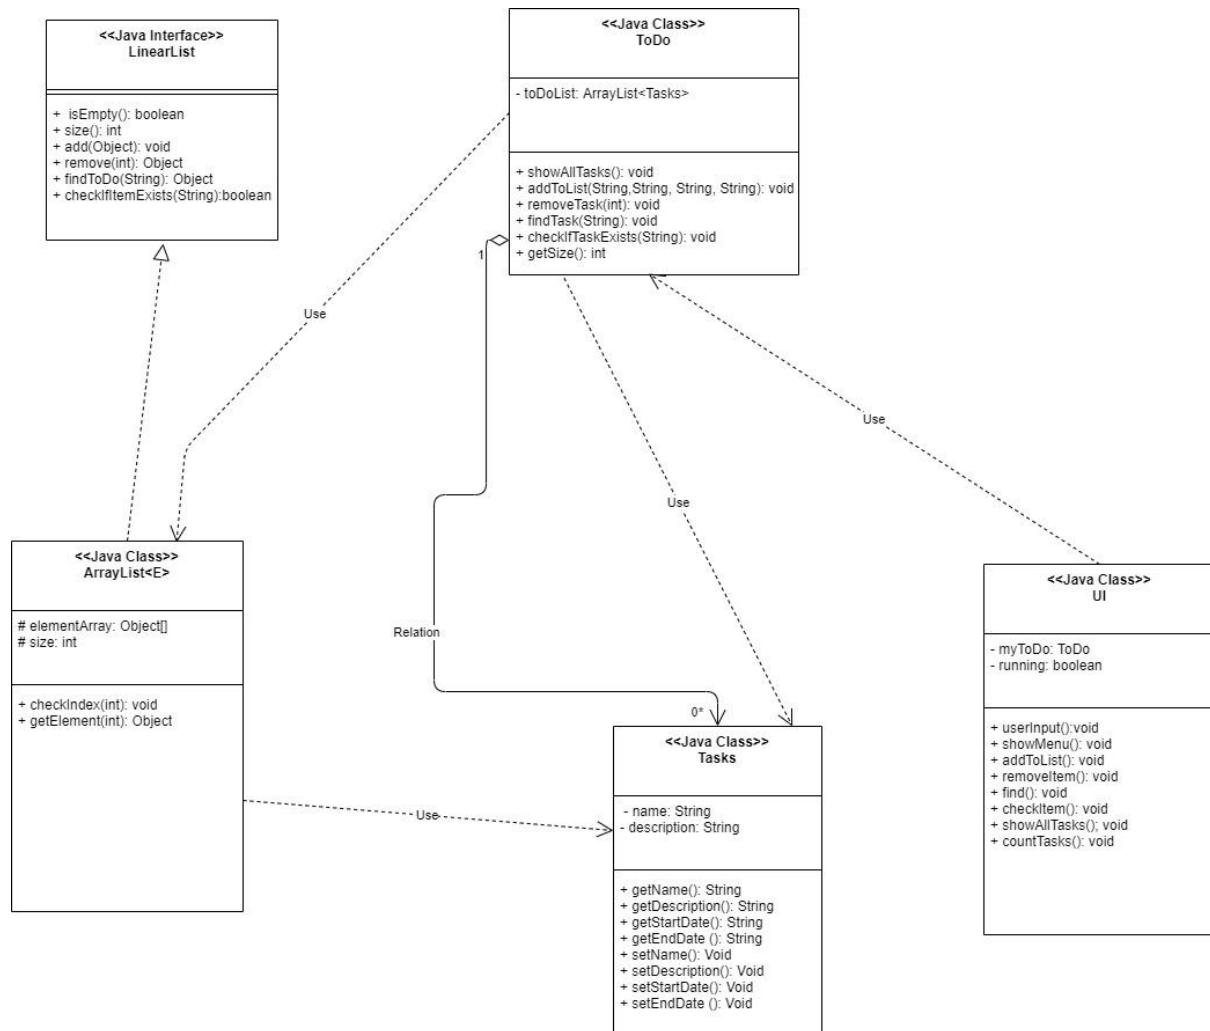 <<Java Interface>>
LinearList
+  isEmpty(): boolean
+ size(): int
+ add(Object): void
+ remove(int): Object
+ findToDo(String): Object
+ checkIfItemExists(String):boolean
<<Java Class>>
ToDo
- toDoList: ArrayList<Tasks>
+ showAllTasks(): void
+ addToList(String,String, String, String): void
+ removeTask(int): void
+ findTask(String): void
+ checkIfTaskExists(String): void
+ getSize(): int
1
Use
Use
Use
<<Java Class>>
ArrayList<E>
# elementArray: Object[]
# size: int
+ checkIndex(int): void
+ getElement(int): Object
Relation
0*
Use
<<Java Class>>
Tasks
- name: String
- description: String
+ getName(): String
+ getDescription(): String
+ getStartDate(): String
+ getEndDate (): String
+ setName(): Void
+ setDescription(): Void
+ setStartDate(): Void
+ setEndDate (): Void
<<Java Class>>
UI
- myToDo: ToDo
- running: boolean
+ userInput():void
+ showMenu(): void
+ addToList(): void
+ removeItem(): void
+ find(): void
+ checkItem(): void
+ showAllTasks(); void
+ countTasks(): void